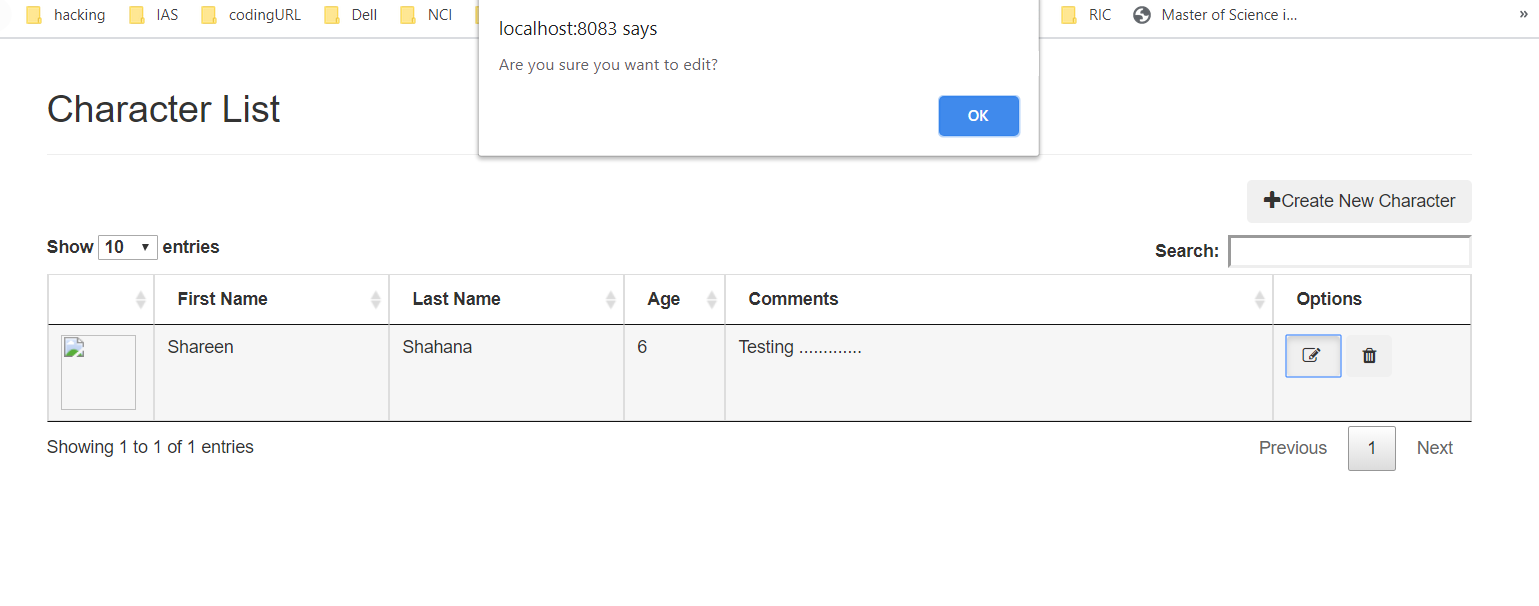 hacking IAS codingURL Dell NCI RIC Master of Science i... »
localhost:8083 says
Are you sure you want to edit?
OK
Character List
Create New Character
Show 10 entries Search:
First Name Last Name Age Comments Options
Shareen Shahana 6 Testing .............
Showing 1 to 1 of 1 entries Previous 1 Next